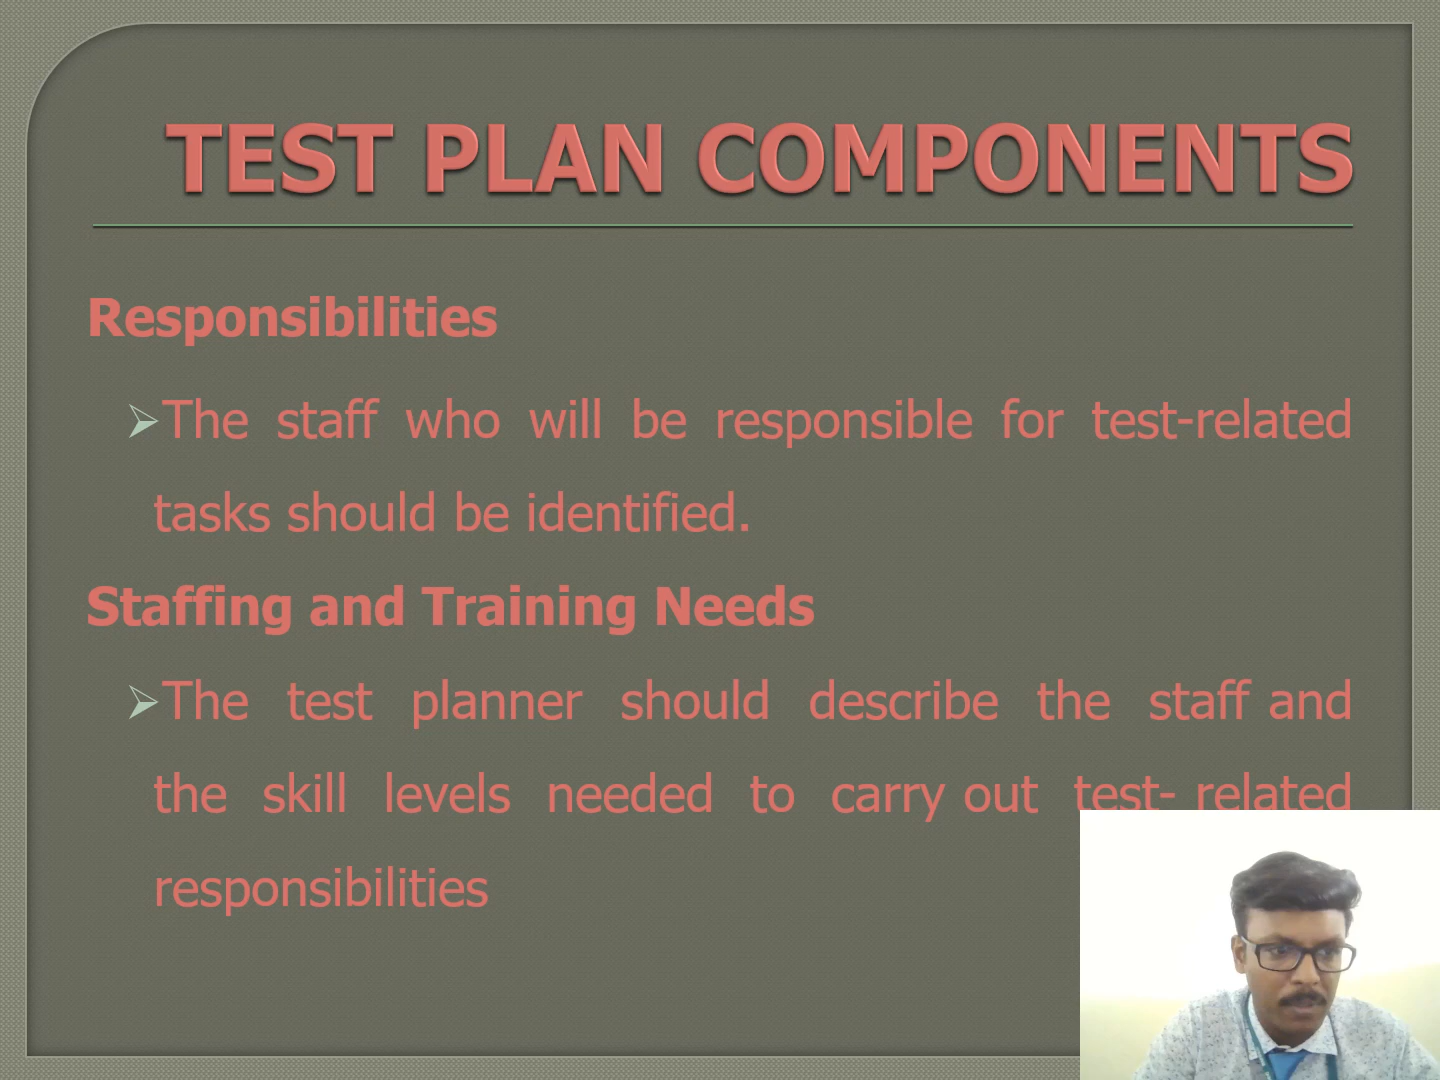 TEST PLAN COMPONENTS
Responsibilities
➢The staff who will be responsible for test-related
tasks should be identified.
Staffing and Training Needs
➢The test planner should describe the staff and
the skill levels needed to carry out test- related
responsibilities